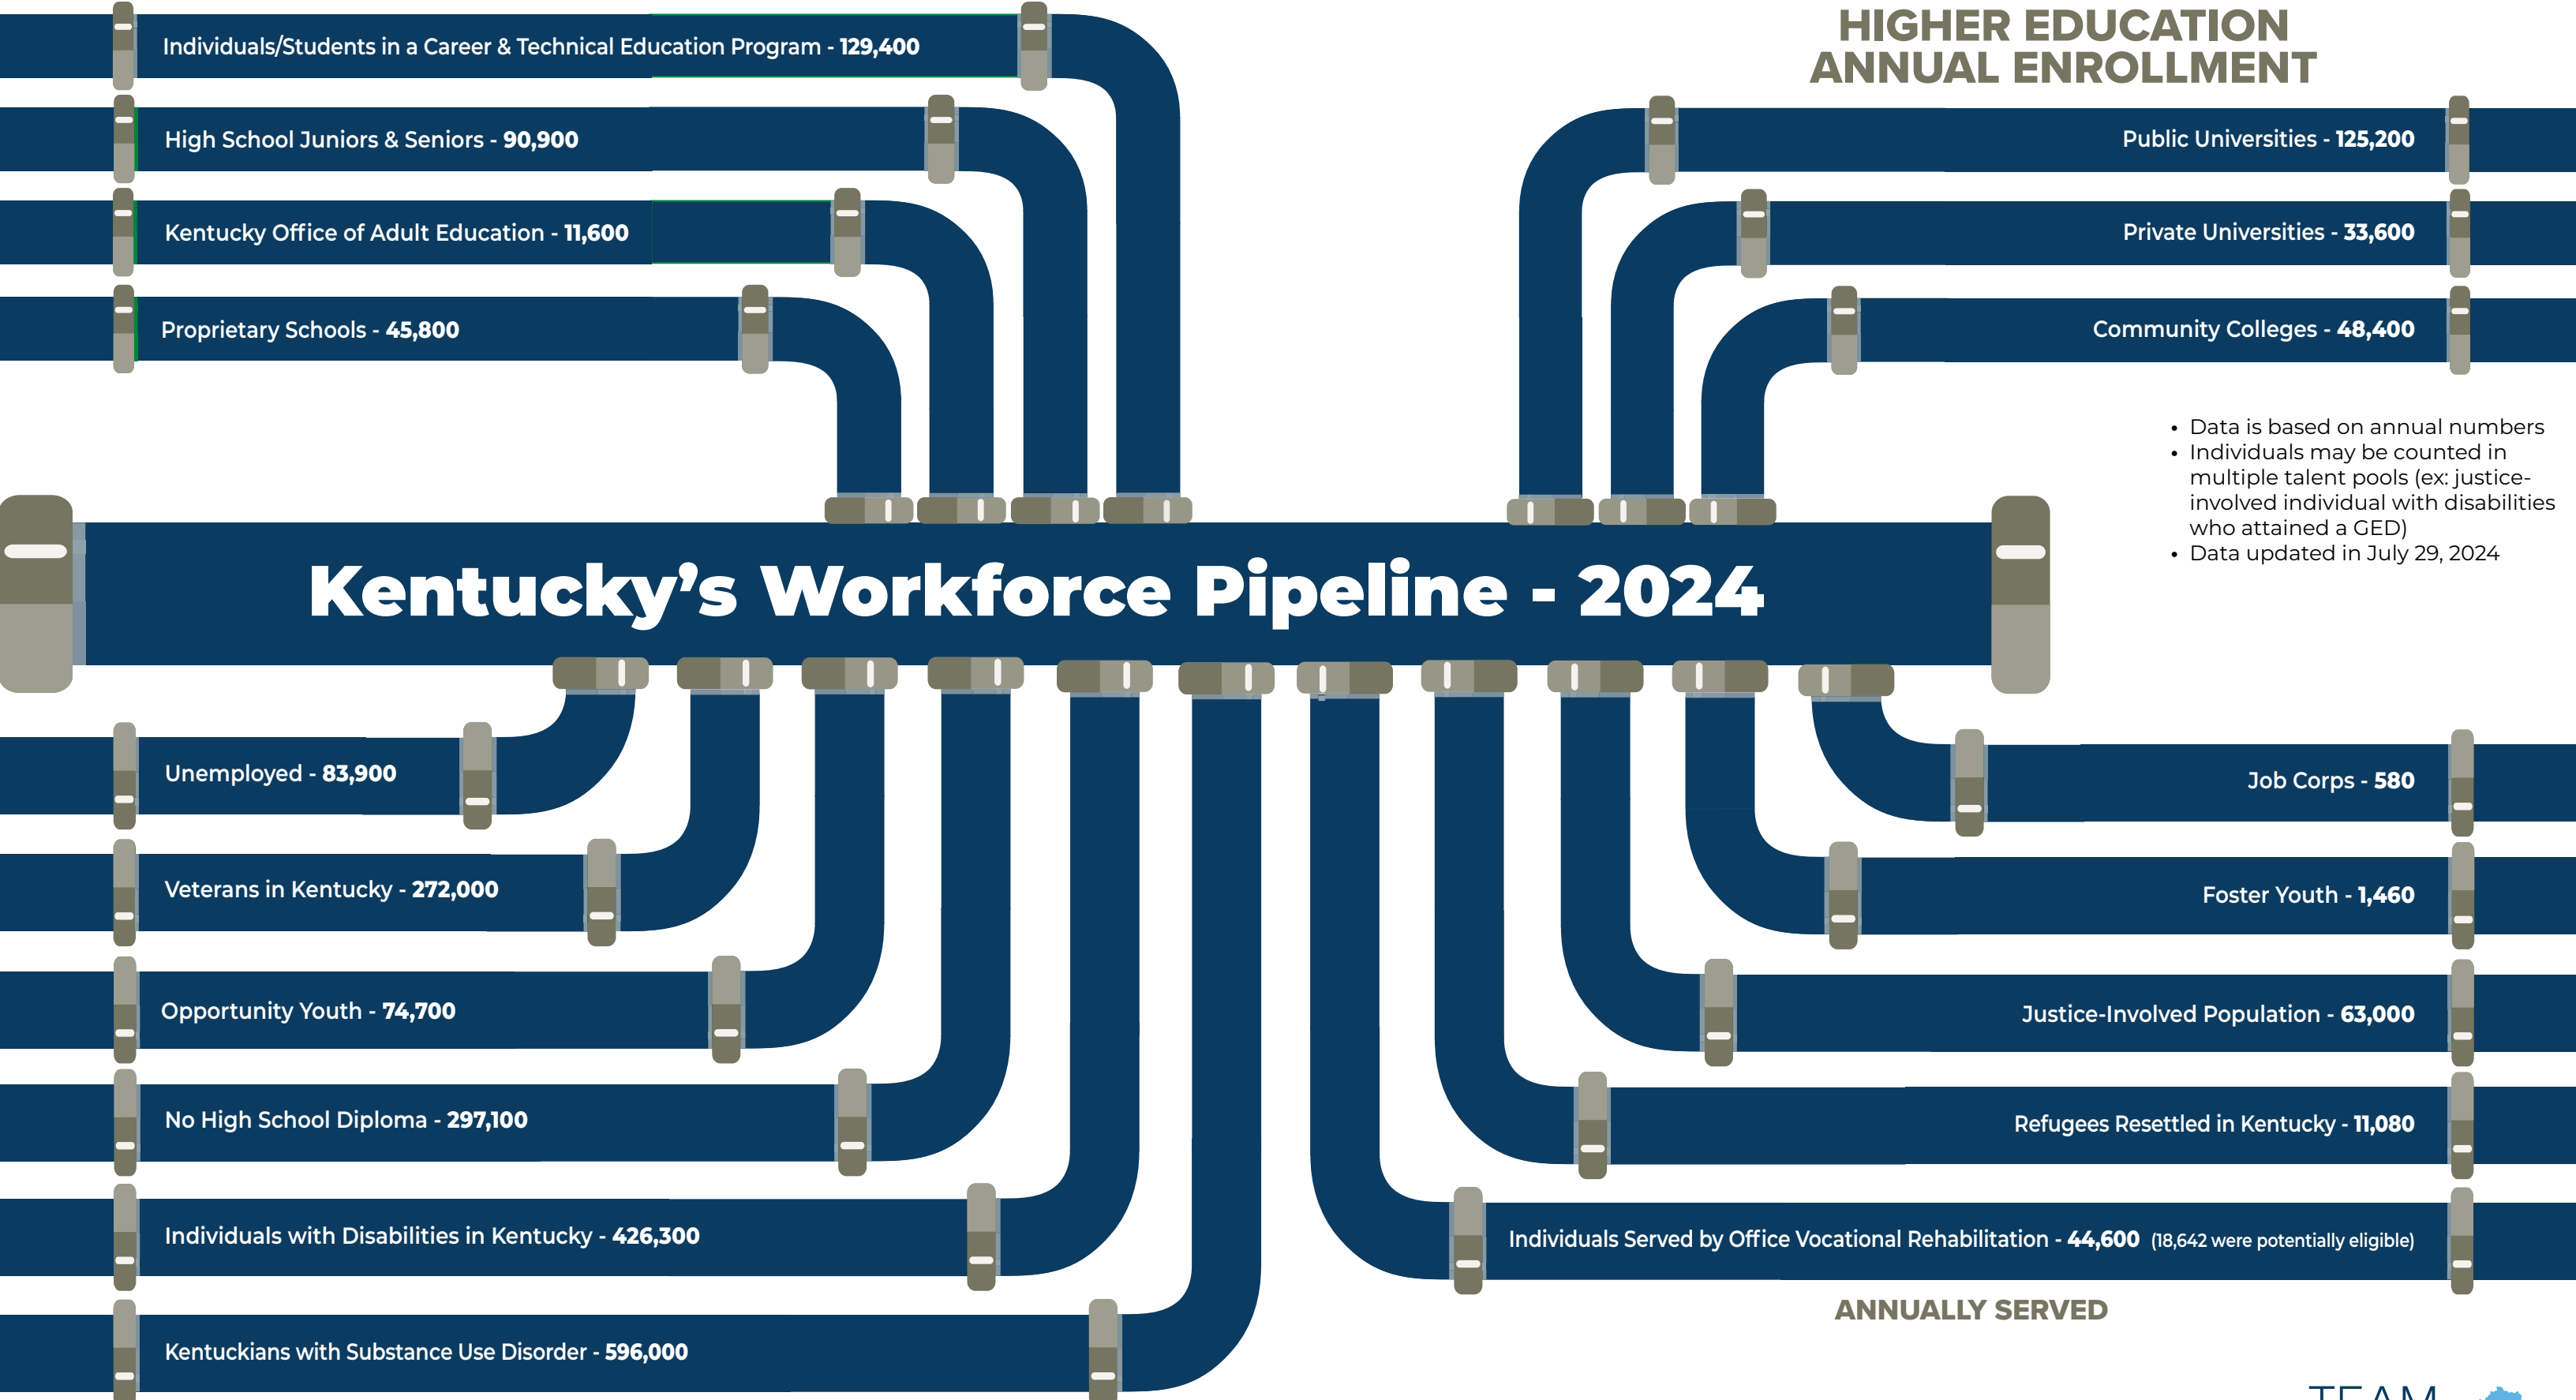 Individuals/Students in a Career & Technical Education Program - 129,400
High School Juniors & Seniors - 90,900
Kentucky Office of Adult Education - 11,600
Proprietary Schools - 45,800
HIGHER EDUCATION
ANNUAL ENROLLMENT
Public Universities - 125,200
Private Universities - 33,600
Community Colleges - 48,400
• Data is based on annual numbers
• Individuals may be counted in
multiple talent pools (ex: justice-
involved individual with disabilities
who attained a GED)
• Data updated in July 29, 2024
Kentucky’s Workforce Pipeline - 2024
Unemployed - 83,900
Veterans in Kentucky - 272,000
Opportunity Youth - 74,700
No High School Diploma - 297,100
Individuals with Disabilities in Kentucky - 426,300
Kentuckians with Substance Use Disorder - 596,000
Job Corps - 580
Foster Youth - 1,460
Justice-Involved Population - 63,000
Refugees Resettled in Kentucky - 11,080
Individuals Served by Office Vocational Rehabilitation - 44,600 (18,642 were potentially eligible)
ANNUALLY SERVED
TEAM